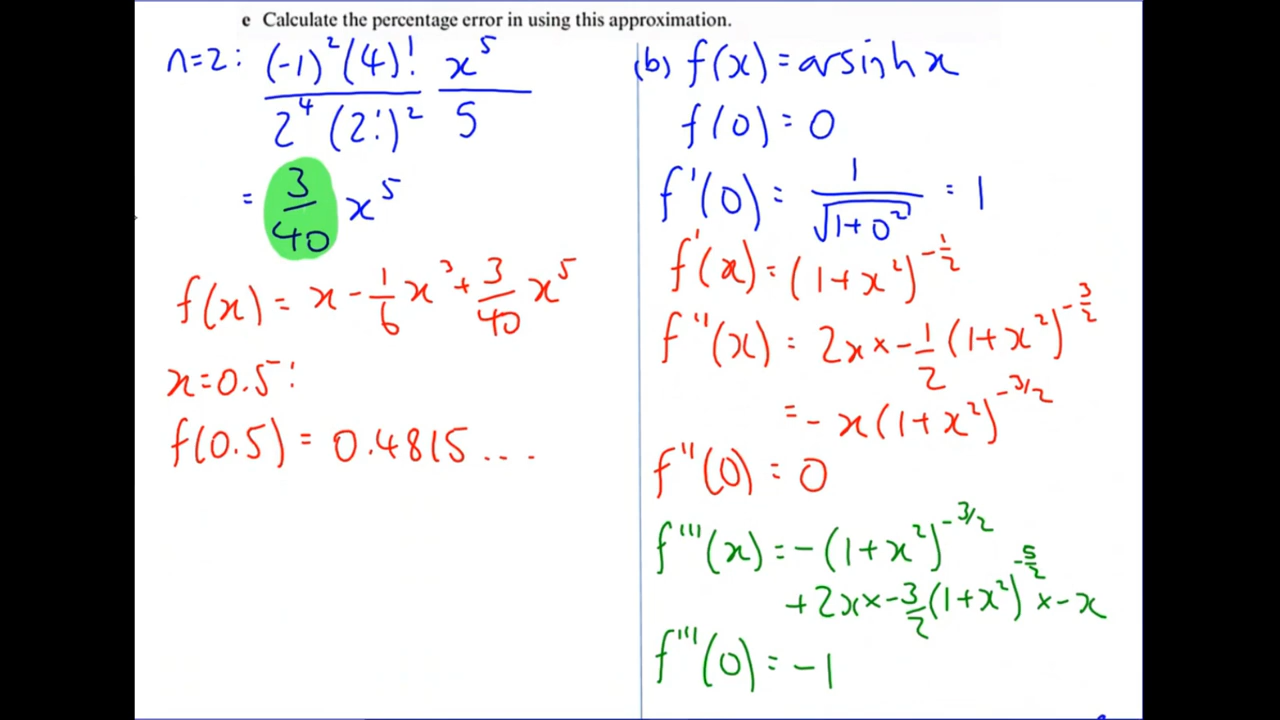 e Calculate the percentage error in using this approximation.
n=2: (-1)²(4)! / 2⁴(2!)² x⁵/5
= 3/40 x⁵
f(x) = x - 1/6 x³ + 3/40 x⁵
x=0.5:
f(0.5) = 0.4815...
(b) f(x) = arsinh x
f(0) = 0
f'(0) = 1/√(1+0²) = 1
f'(x) = (1+x²)^(-1/2)
f''(x) = 2x × -1/2 (1+x²)^(-3/2)
= -x(1+x²)^(-3/2)
f''(0) = 0
f'''(x) = -(1+x²)^(-3/2)
+ 2x × -3/2 (1+x²)^(-5/2) × -x
f'''(0) = -1